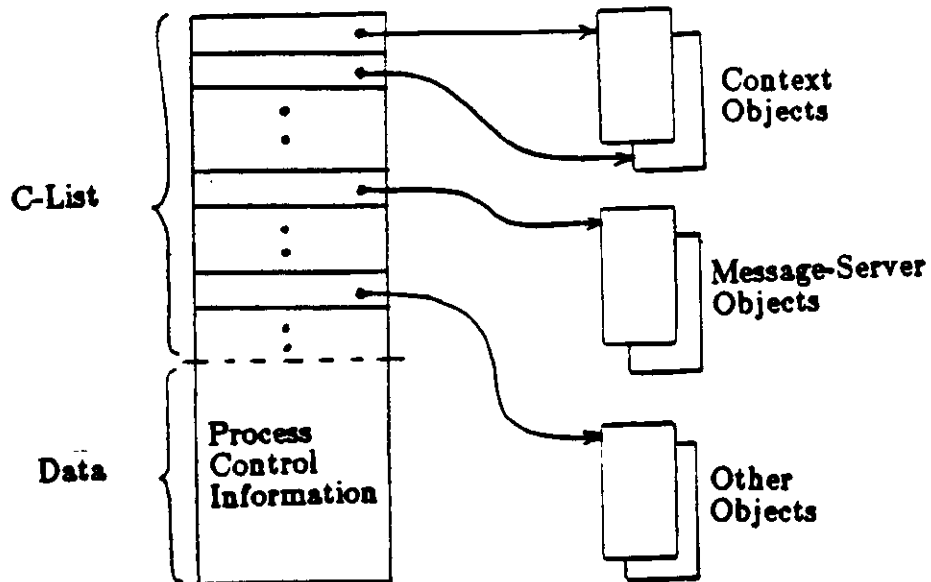 Context
Objects
C-List
Message-Server
Objects
Process
Control
Information
Data
Other
Objects